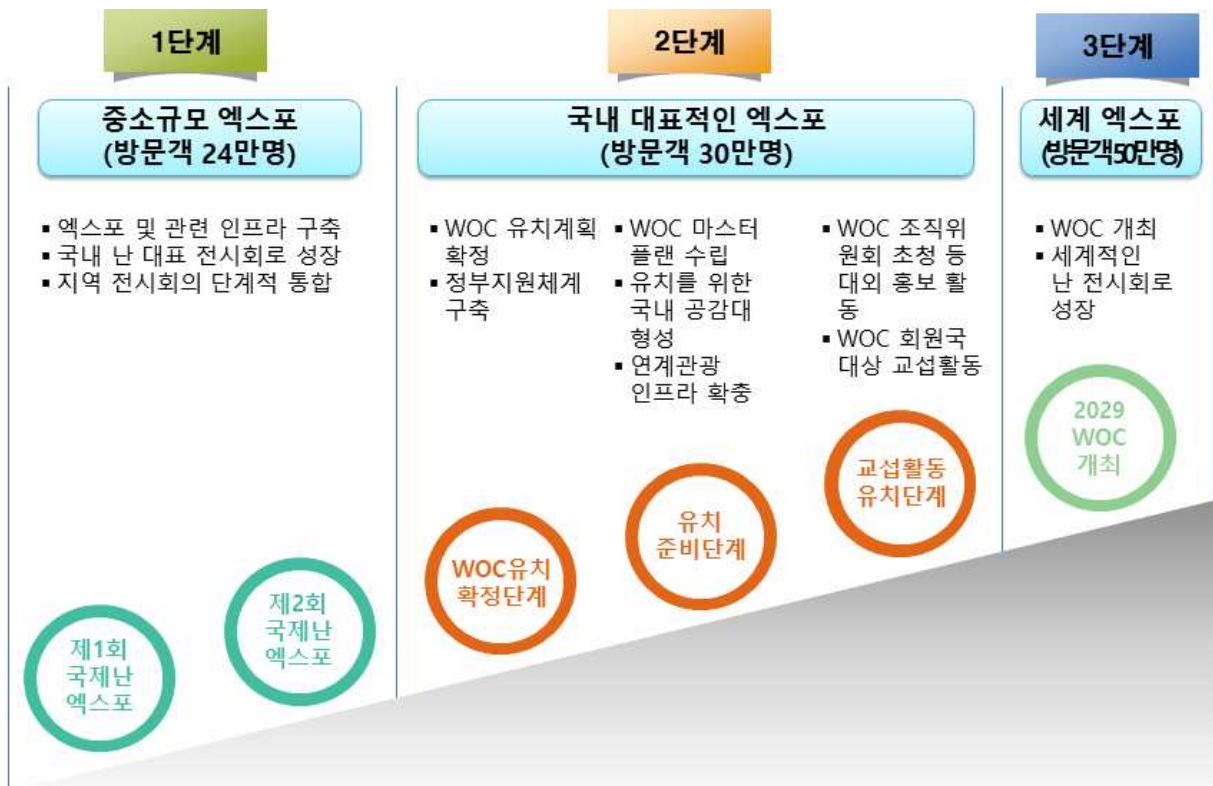 1단계
중소규모 엑스포
(방문객 24만명)
▪ 엑스포 및 관련 인프라 구축
▪ 국내 난 대표 전시회로 성장
▪ 지역 전시회의 단계적 통합
제1회
국제난
엑스포
제2회
국제난
엑스포
2단계
국내 대표적인 엑스포
(방문객 30만명)
▪ WOC 유치계획
확정
▪ 정부지원체계
구축
▪ WOC 마스터
플랜 수립
▪ 유치를 위한
국내 공감대
형성
▪ 연계관광
인프라 확충
▪ WOC 조직위
원회 초청 등
대외 홍보 활
동
▪ WOC 회원국
대상 교섭활동
WOC유치
확정단계
유치
준비단계
교섭활동
유치단계
3단계
세계 엑스포
(방문객50만명)
▪ WOC 개최
▪ 세계적인
난 전시회로
성장
2029
WOC
개최